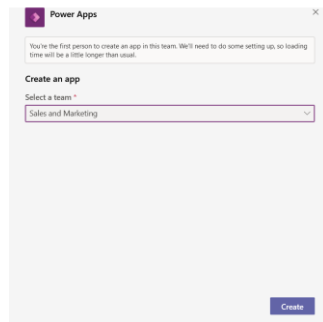 Power Apps
You're the first person to create an app in this team. We'll need to do some setting up, so loading
time will be a little longer than usual.
Create an app
Select a team *
Sales and Marketing
Create